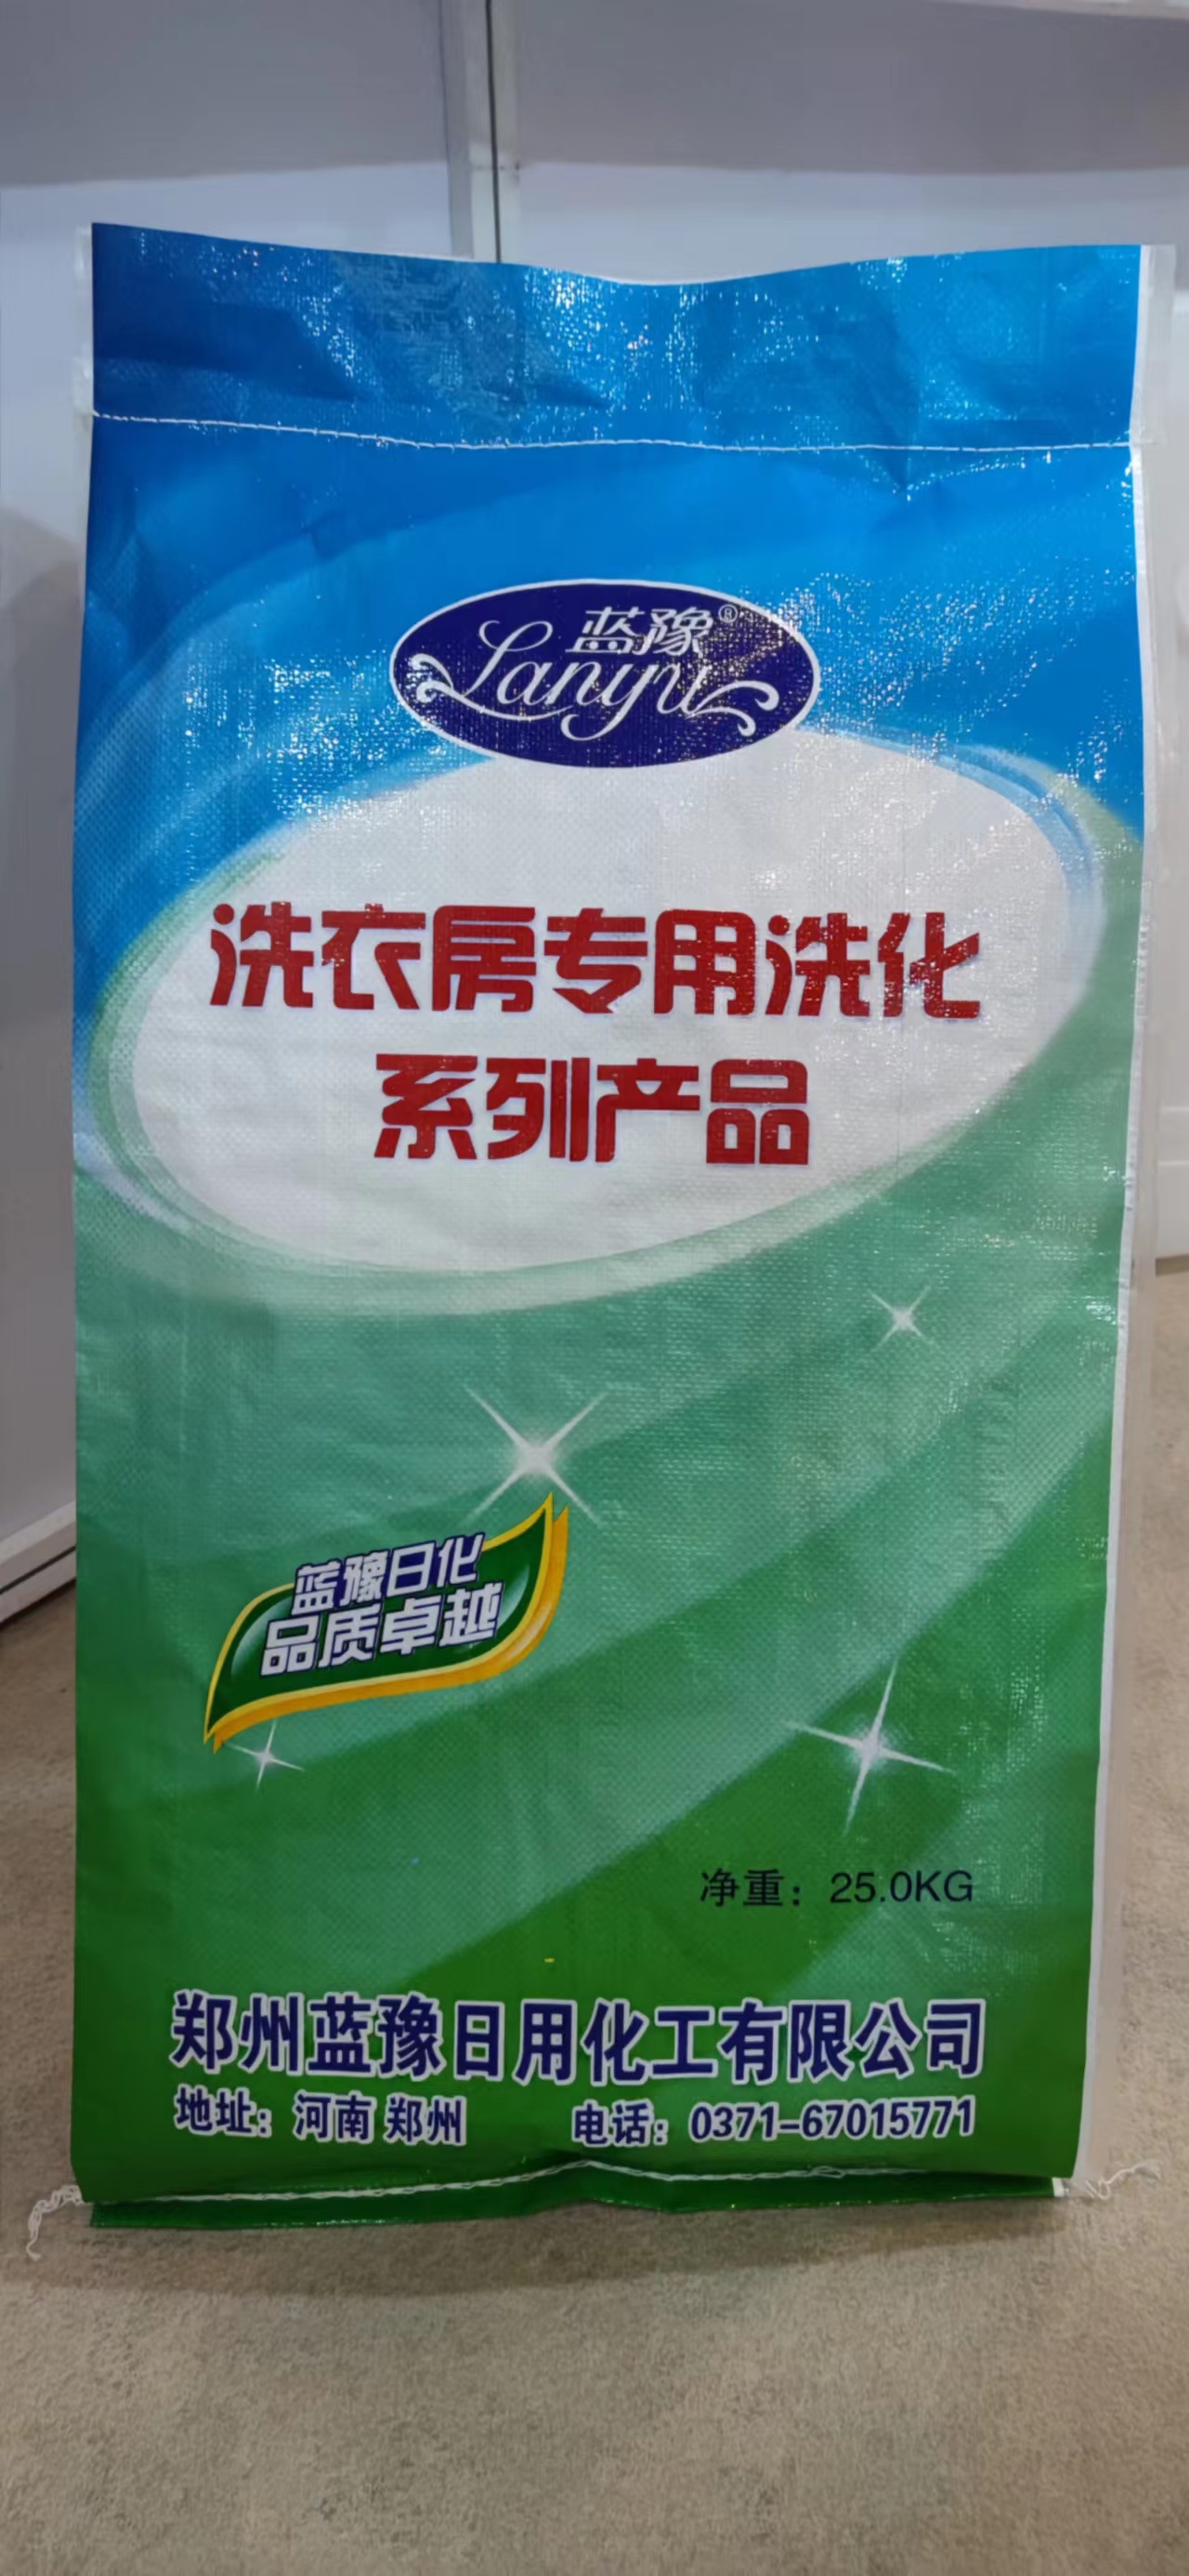 蓝豫®
Lanyu
洗衣房专用洗化
系列产品
蓝豫日化
品质卓越
净重：25.0KG
郑州蓝豫日用化工有限公司
地址：河南 郑州 电话：0371-67015771